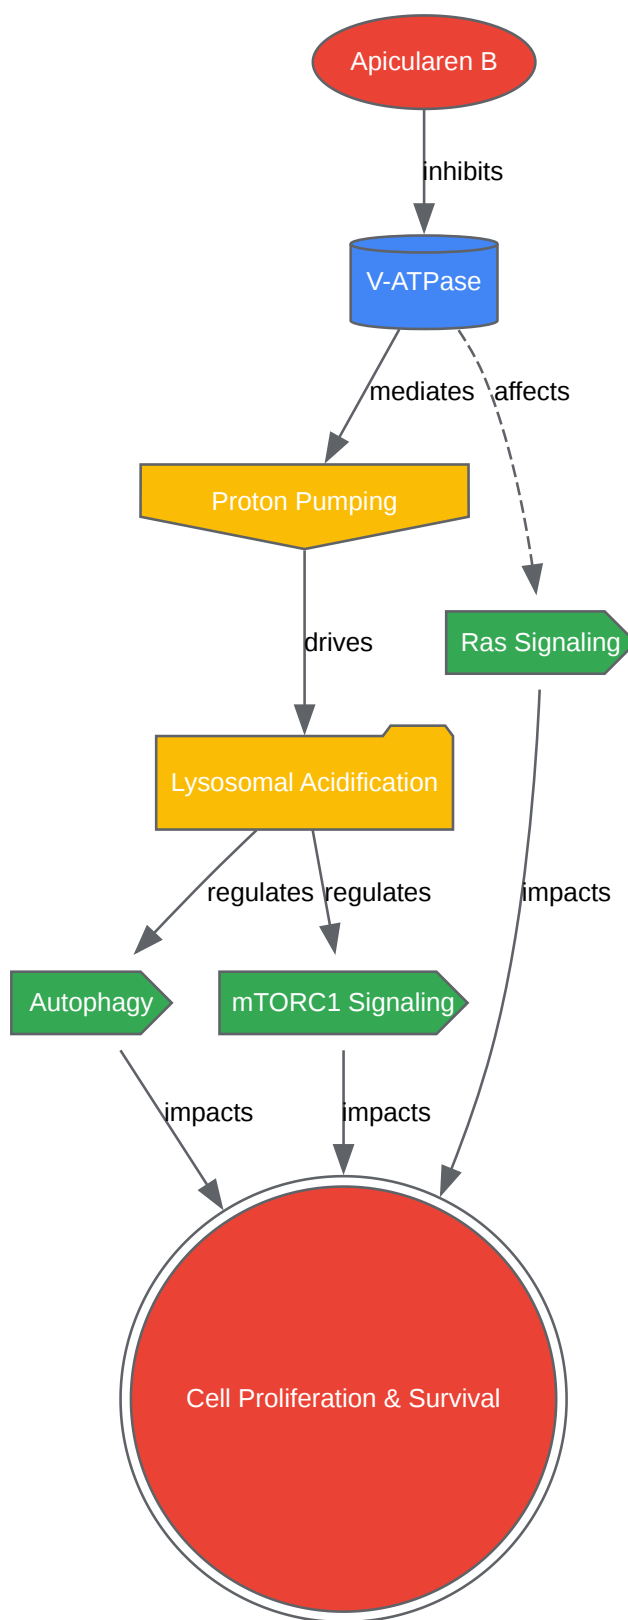 Apicularen B
inhibits
V-ATPase
mediates
affects
Proton Pumping
drives
Ras Signaling
Lysosomal Acidification
regulates
regulates
impacts
Autophagy
mTORC1 Signaling
impacts
impacts
Cell Proliferation & Survival